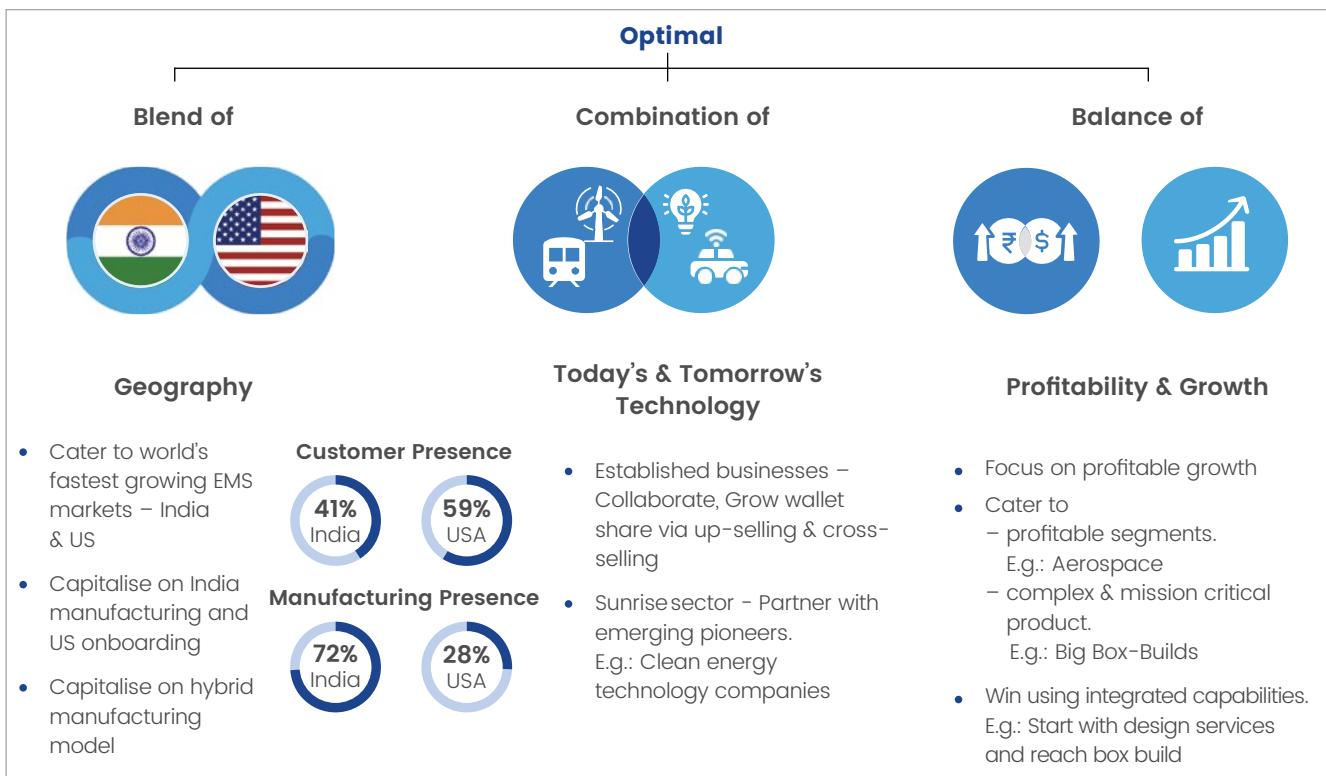 Optimal
Blend of
Geography
• Cater to world's
fastest growing EMS
markets – India
& US
• Capitalise on India
manufacturing and
US onboarding
• Capitalise on hybrid
manufacturing
model
Customer Presence
41%
India
59%
USA
Manufacturing Presence
72%
India
28%
USA
Combination of
Today's & Tomorrow's
Technology
• Established businesses –
Collaborate, Grow wallet
share via up-selling & cross-
selling
• Sunrise sector - Partner with
emerging pioneers.
E.g.: Clean energy
technology companies
Balance of
₹ $
Profitability & Growth
• Focus on profitable growth
• Cater to
– profitable segments.
E.g.: Aerospace
– complex & mission critical
product.
E.g.: Big Box-Builds
• Win using integrated capabilities.
E.g.: Start with design services
and reach box build